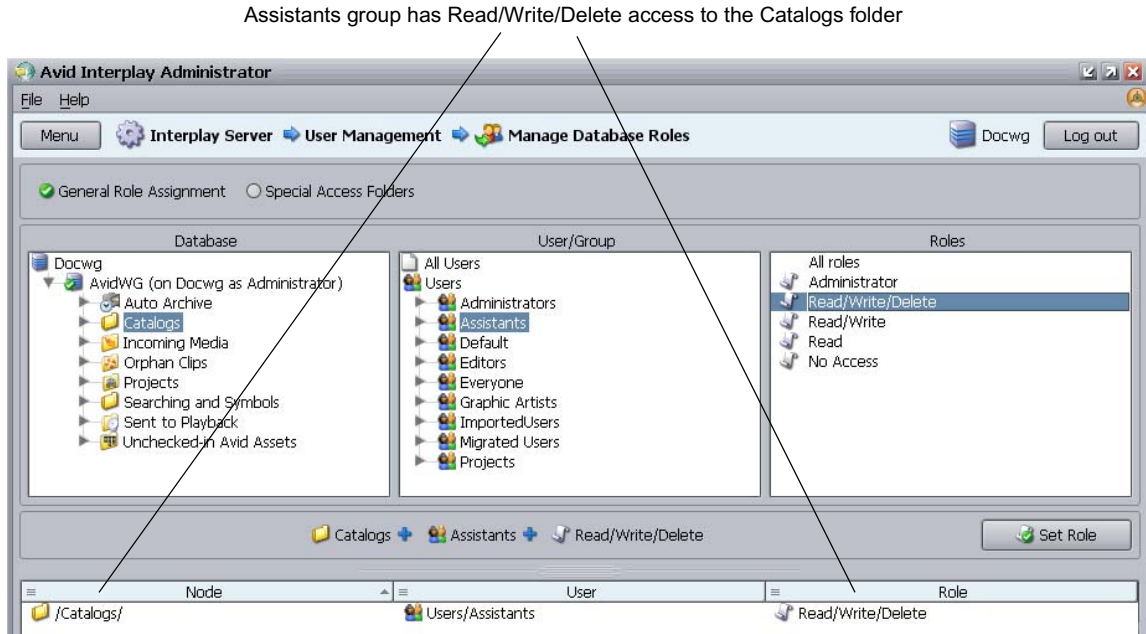 Assistants group has Read/Write/Delete access to the Catalogs folder
Avid Interplay Administrator
File Help
Menu Interplay Server User Management Manage Database Roles Docwg Log out
General Role Assignment Special Access Folders
Database
Docwg
AvidWG (on Docwg as Administrator)
Auto Archive
Catalogs
Incoming Media
Orphan Clips
Projects
Searching and Symbols
Sent to Playback
Unchecked-in Avid Assets
User/Group
All Users
Users
Administrators
Assistants
Default
Editors
Everyone
Graphic Artists
ImportedUsers
Migrated Users
Projects
Roles
All roles
Administrator
Read/Write/Delete
Read/Write
Read
No Access
Catalogs + Assistants + Read/Write/Delete Set Role
Node User Role
/Catalogs/ Users/Assistants Read/Write/Delete